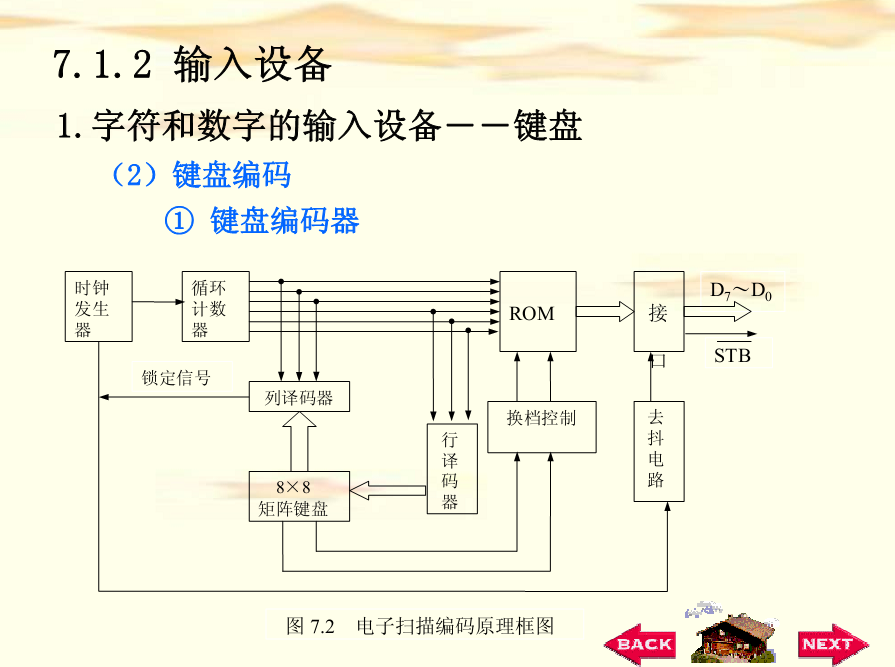 7.1.2 输入设备
1.字符和数字的输入设备－－键盘
（2）键盘编码
① 键盘编码器
时钟
发生
器
循环
计数
器
ROM
接
口
D7～D0
STB
锁定信号
列译码器
换档控制
行
译
码
器
去
抖
电
路
8×8
矩阵键盘
图 7.2 电子扫描编码原理框图
BACK
NEXT